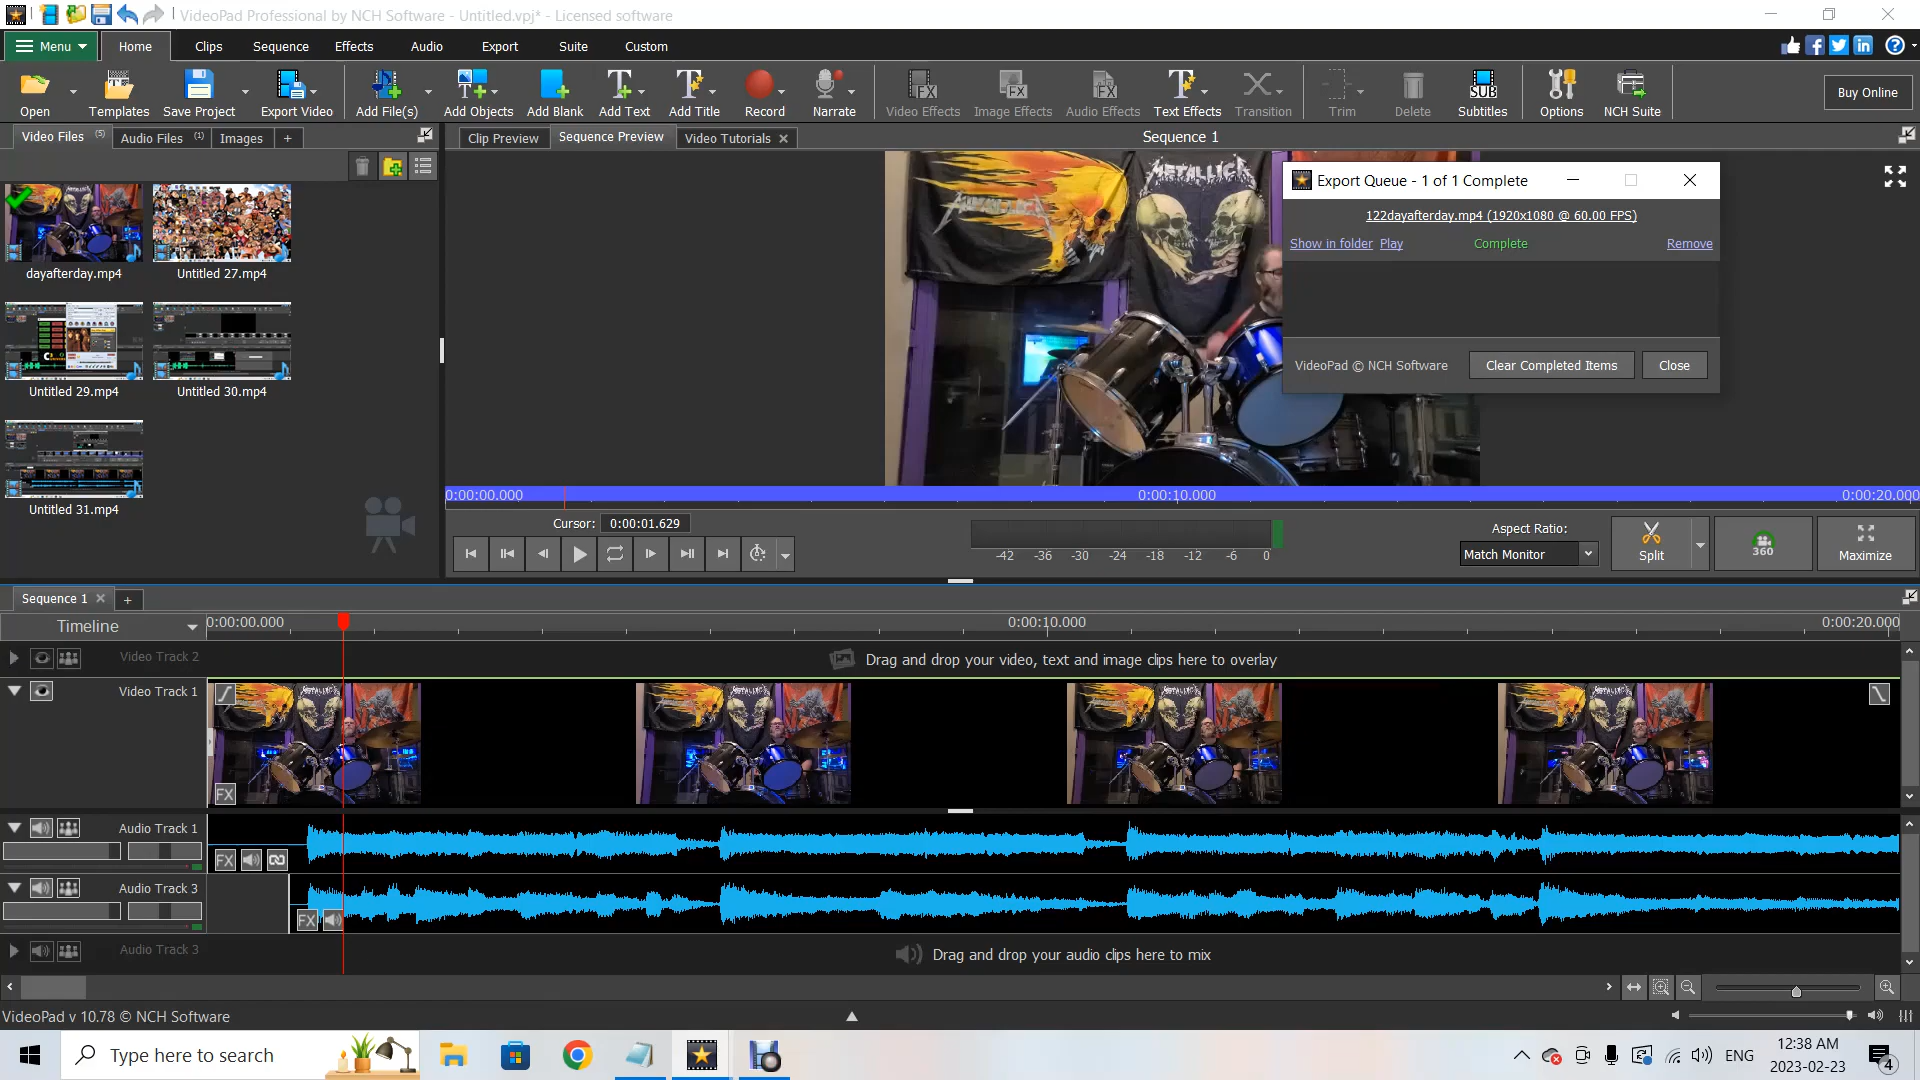 VideoPad Professional by NCH Software - Untitled.vpj* - Licensed software
Menu Home Clips Sequence Effects Audio Export Suite Custom
Open Templates Save Project Export Video Add File(s) Add Objects Add Blank Add Text Add Title Record Narrate Video Effects Image Effects Audio Effects Text Effects Transition Trim Delete Subtitles Options NCH Suite Buy Online
Video Files (5) Audio Files (1) Images +
Clip Preview Sequence Preview Video Tutorials Sequence 1
dayafterday.mp4 Untitled 27.mp4
Untitled 29.mp4 Untitled 30.mp4
Untitled 31.mp4
METALLICA
Export Queue - 1 of 1 Complete
122dayafterday.mp4 (1920x1080 @ 60.00 FPS)
Show in folder Play Complete Remove
VideoPad © NCH Software Clear Completed Items Close
0:00:00.000 0:00:10.000 0:00:20.000
Cursor: 0:00:01.629
-42 -36 -30 -24 -18 -12 -6 0
Aspect Ratio:
Match Monitor
Split 360 Maximize
Sequence 1 +
Timeline 0:00:00.000 0:00:10.000 0:00:20.000
Video Track 2 Drag and drop your video, text and image clips here to overlay
Video Track 1
FX
Audio Track 1
FX
Audio Track 3
FX
Audio Track 3 Drag and drop your audio clips here to mix
VideoPad v 10.78 © NCH Software
Type here to search
ENG 12:38 AM
2023-02-23
4